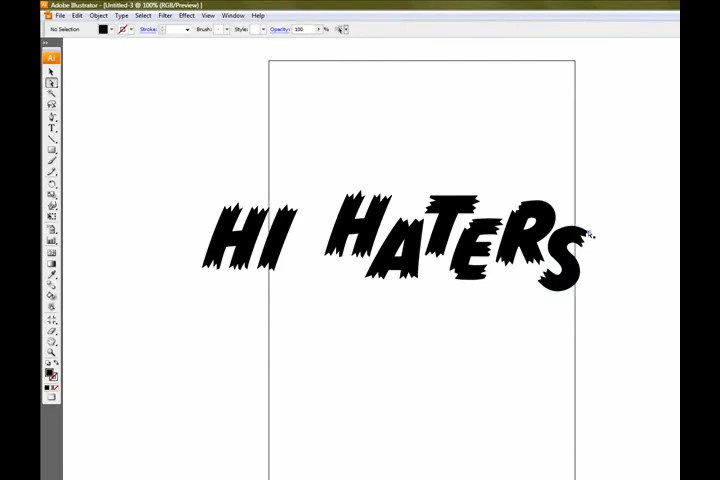 Adobe Illustrator - [Untitled-3 @ 100% (RGB/Preview) ]
File Edit Object Type Select Filter Effect View Window Help
No Selection Stroke: Brush: Style: Opacity: 100 %
Ai
HI HATERS